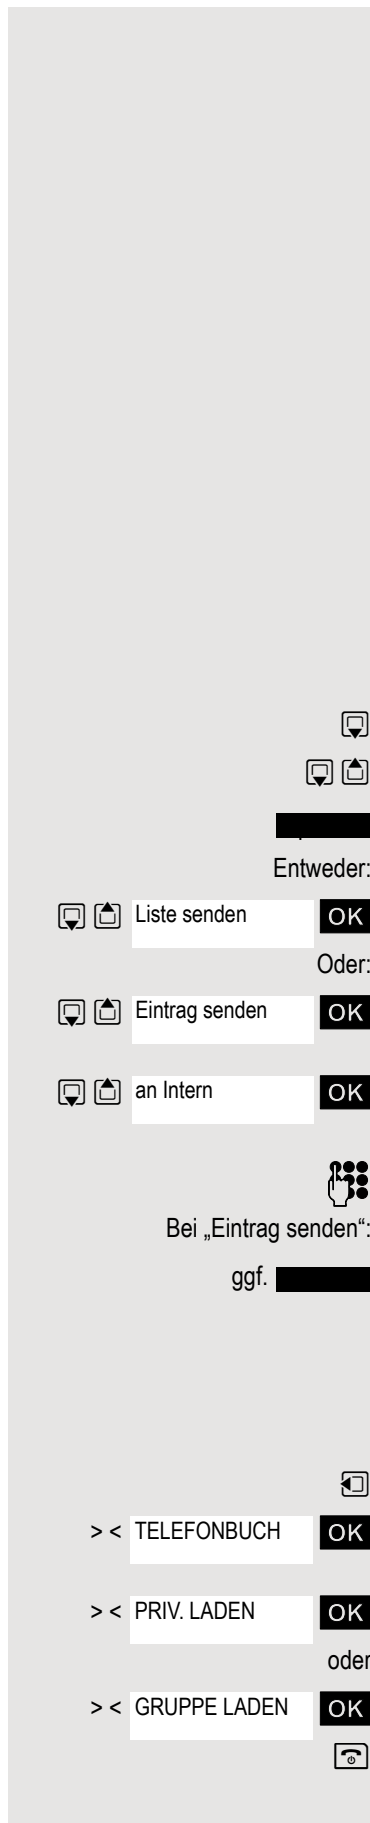 Entweder:
Liste senden OK
Oder:
Eintrag senden OK
an Intern OK
Bei „Eintrag senden“:
ggf.
> < TELEFONBUCH OK
> < PRIV. LADEN OK
oder
> < GRUPPE LADEN OK